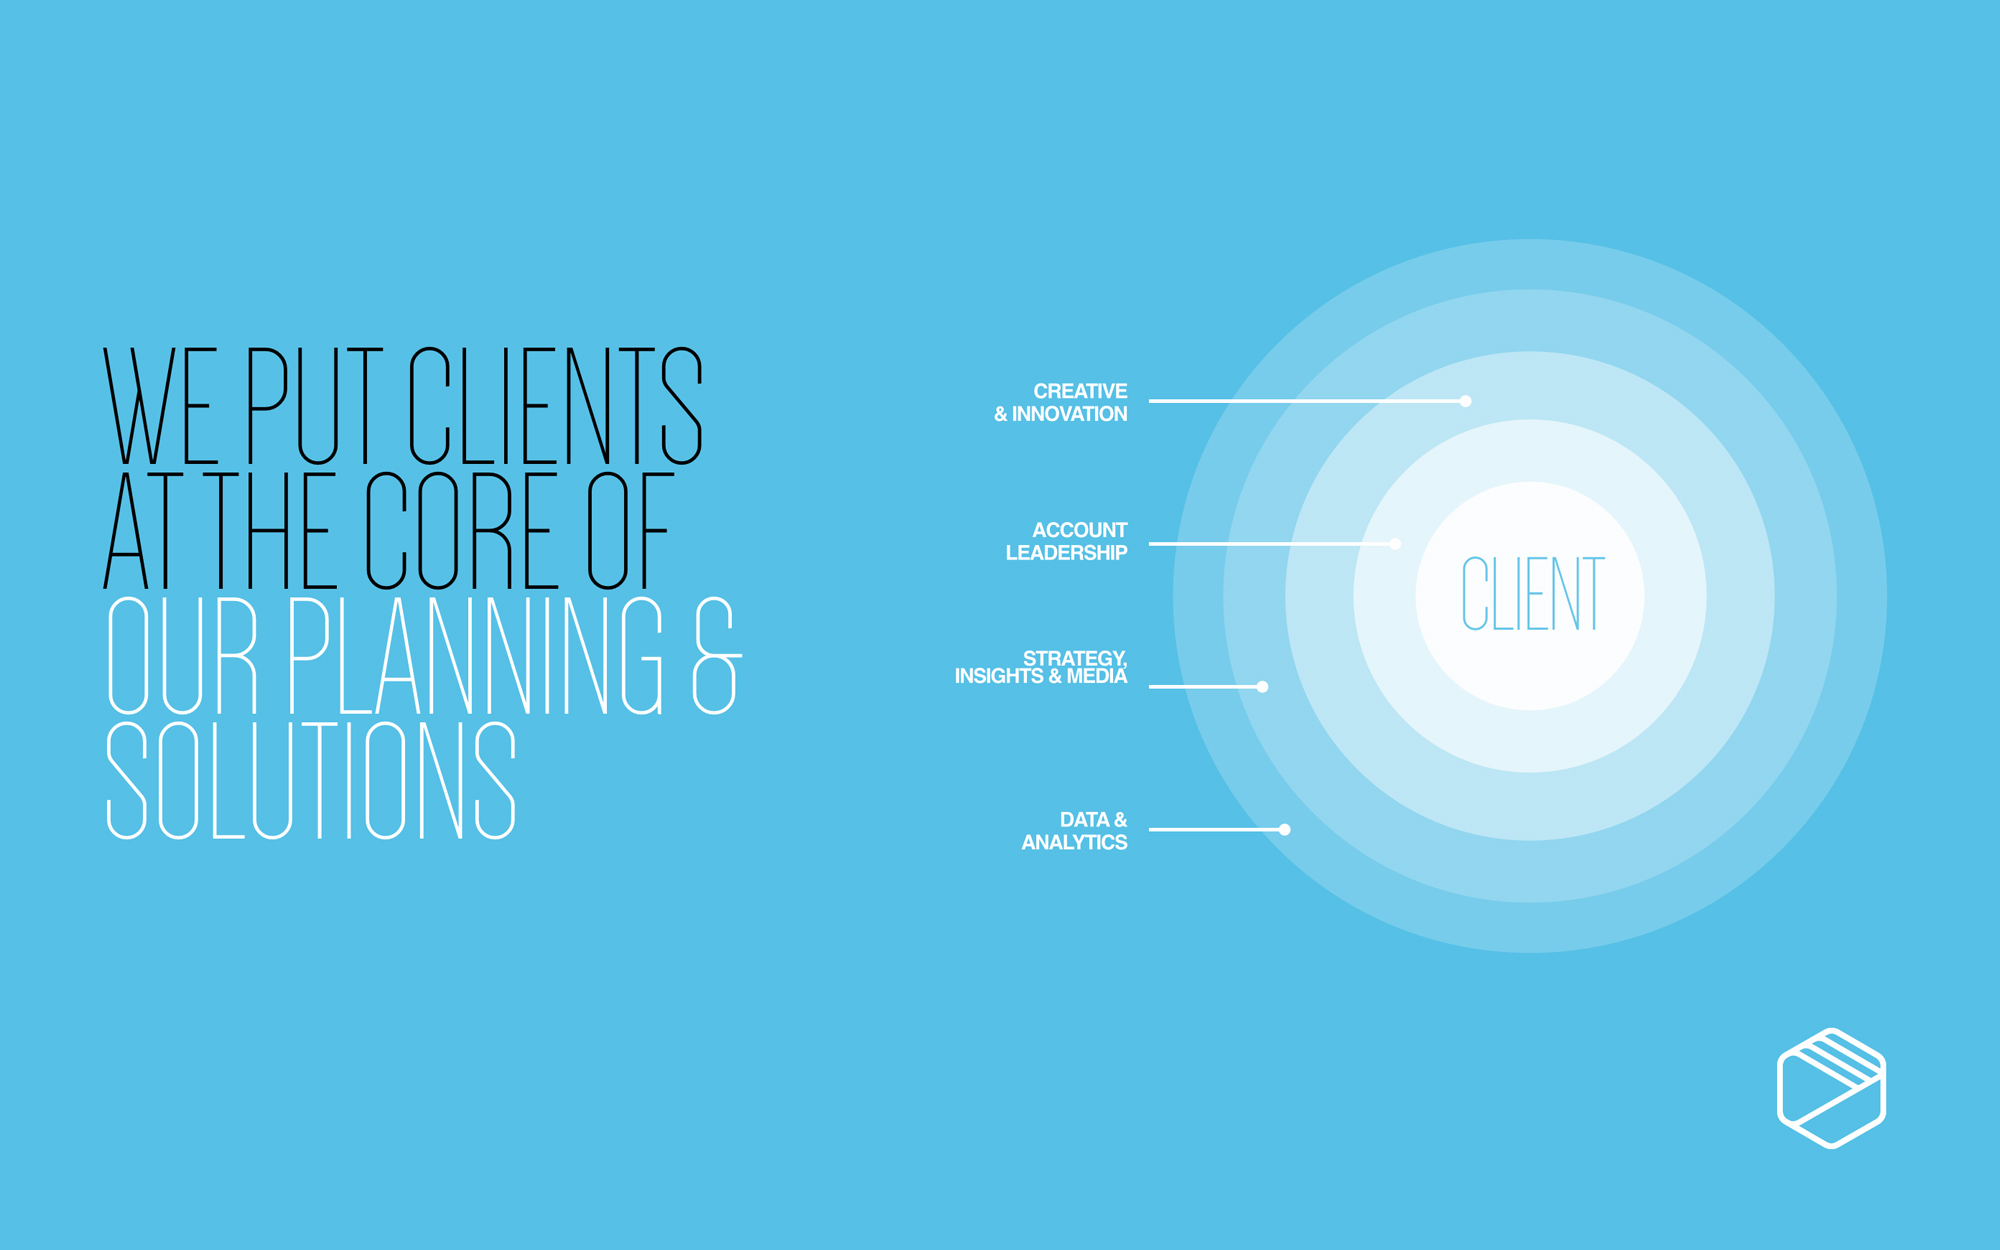 WE PUT CLIENTS
AT THE CORE OF
OUR PLANNING &
SOLUTIONS
CREATIVE
& INNOVATION
ACCOUNT
LEADERSHIP
STRATEGY,
INSIGHTS & MEDIA
DATA &
ANALYTICS
CLIENT